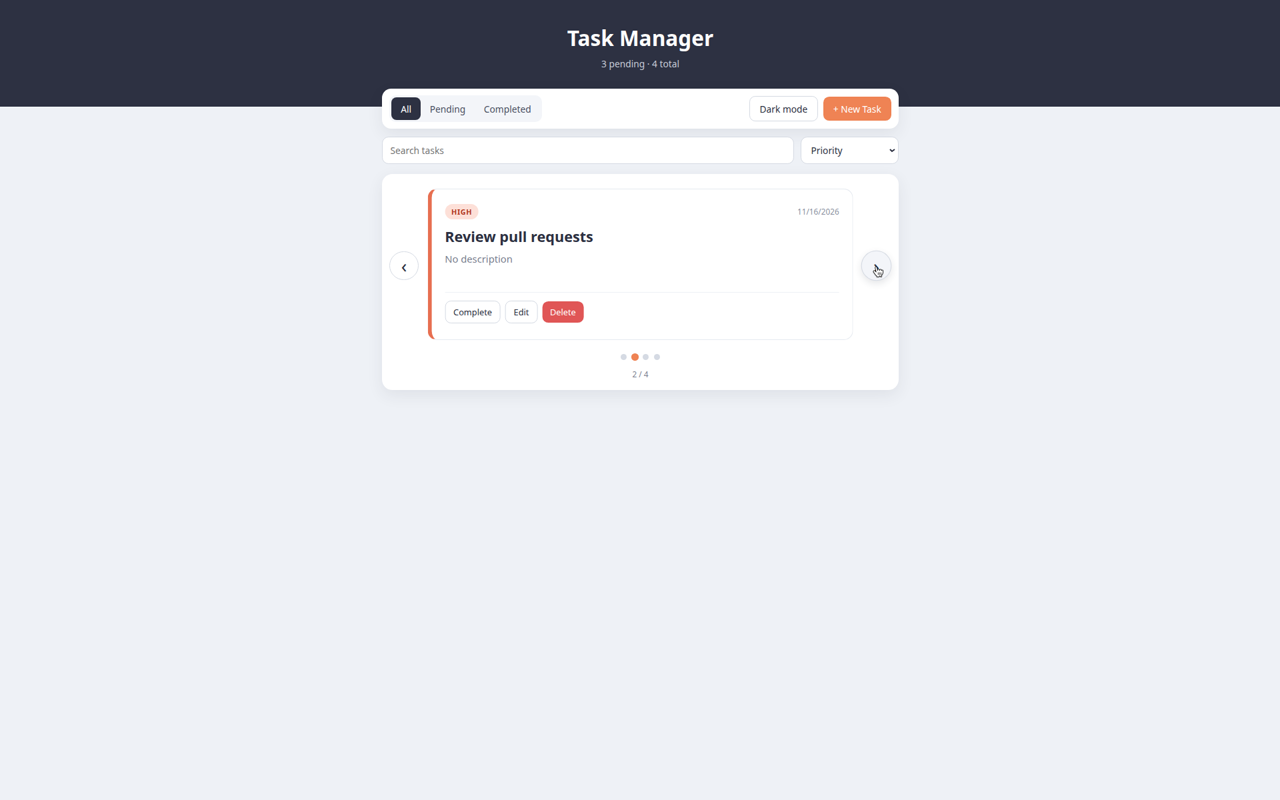 Task Manager
3 pending · 4 total
All Pending Completed Dark mode + New Task
Search tasks Priority
HIGH 11/16/2026
Review pull requests
No description
‹
Complete Edit Delete
2 / 4